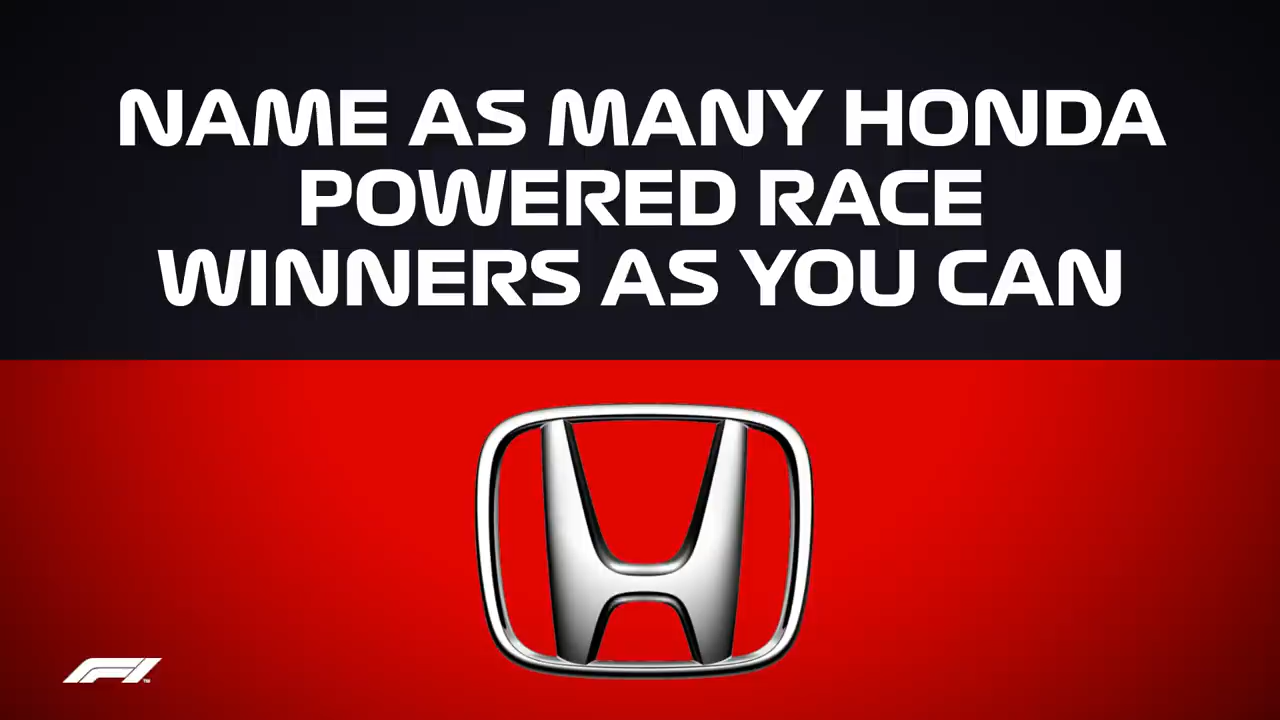 NAME AS MANY HONDA
POWERED RACE
WINNERS AS YOU CAN
F1